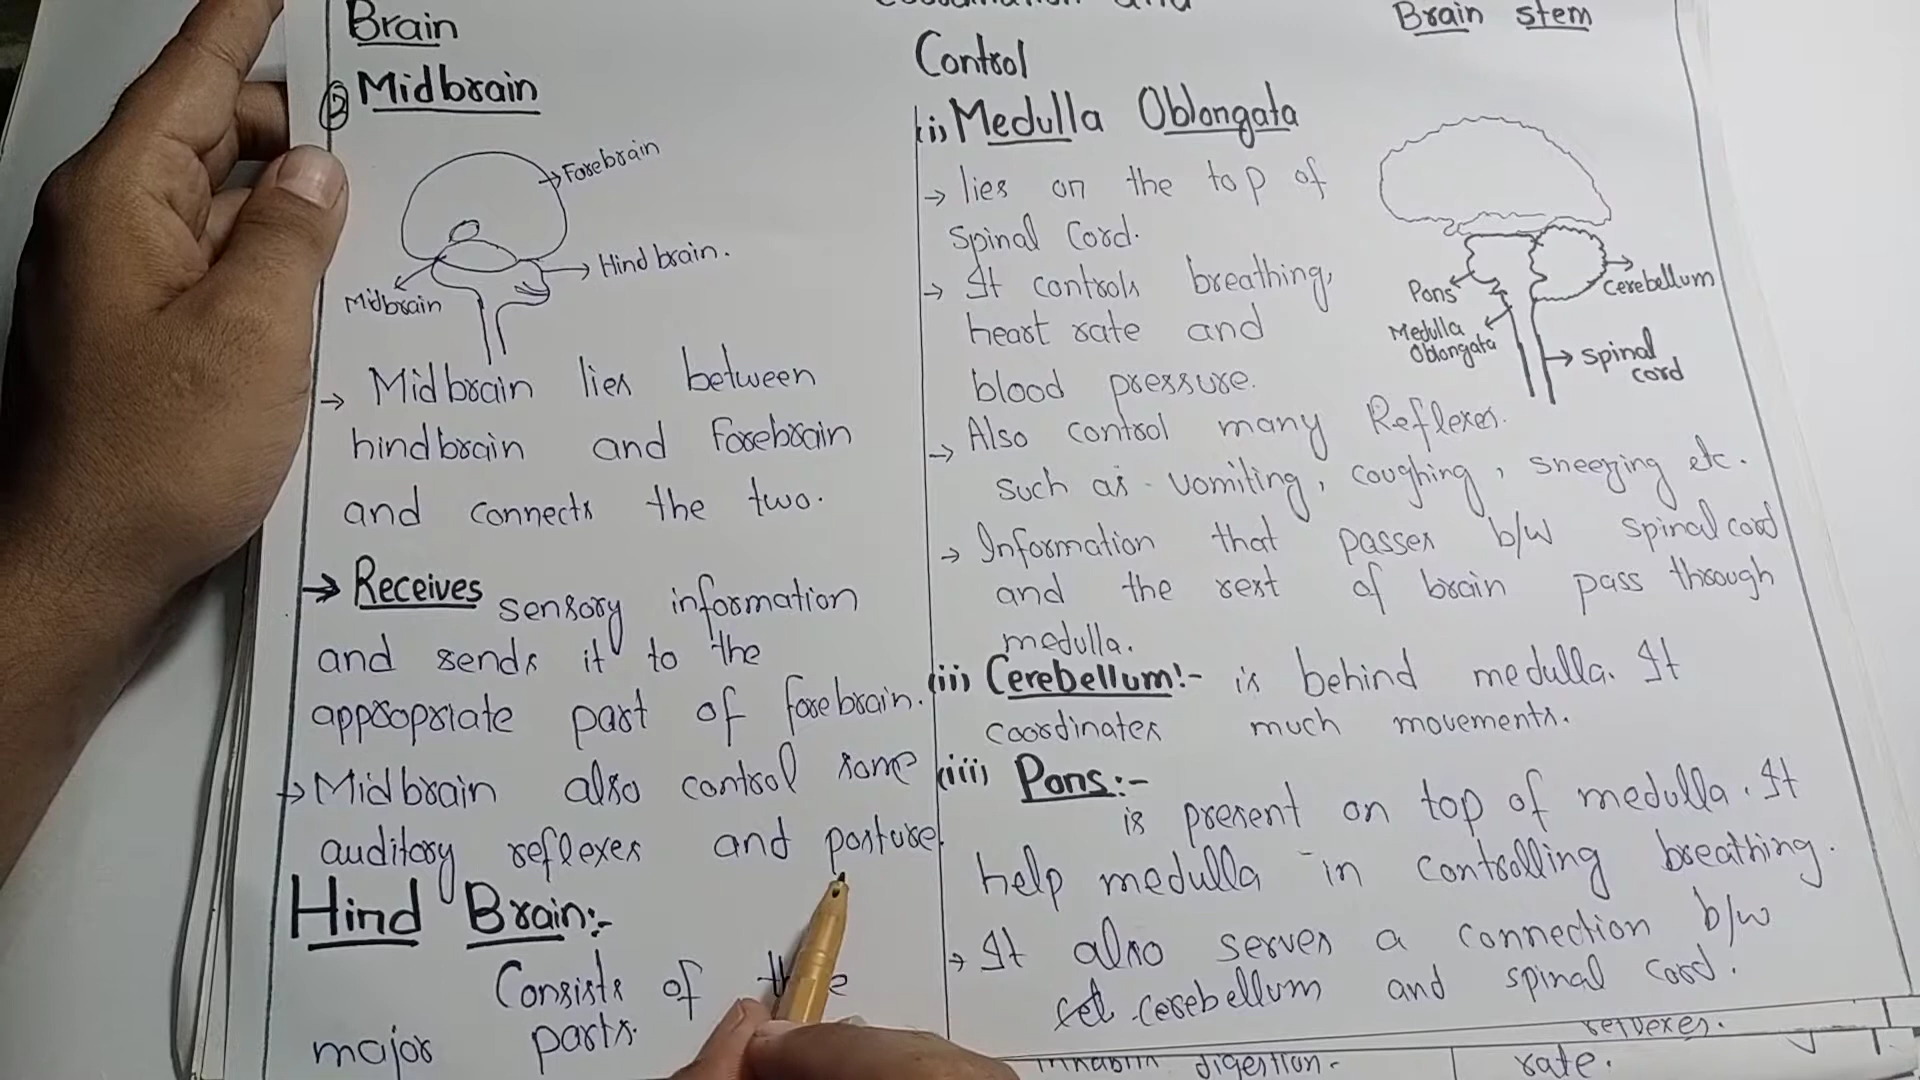 Brain
Control
Brain stem
② Midbrain
Forebrain
Hind brain.
Midbrain
→ Midbrain lies between
hindbrain and Forebrain
and connects the two.
→ Receives sensory information
and sends it to the
appropriate part of forebrain.
→ Midbrain also control some
auditory reflexes and posture.
Hind Brain:-
Consists of
major parts.
(i) Medulla Oblongata
→ lies on the top of
Spinal Cord.
→ It controls breathing,
heart rate and
blood pressure.
→ Also control many Reflexes.
such as - vomiting, coughing, sneezing etc.
→ Information that passes b/w spinal cord
and the rest of brain pass through
medulla.
Pons
Cerebellum
Medulla
Oblongata
Spinal
cord
(ii) Cerebellum:- is behind medulla. It
coordinates much movements.
(iii) Pons:-
is present on top of medulla. It
help medulla in controlling breathing.
→ It also serves a connection b/w
cerebellum and spinal cord.
reflexes.
digestion.
rate.